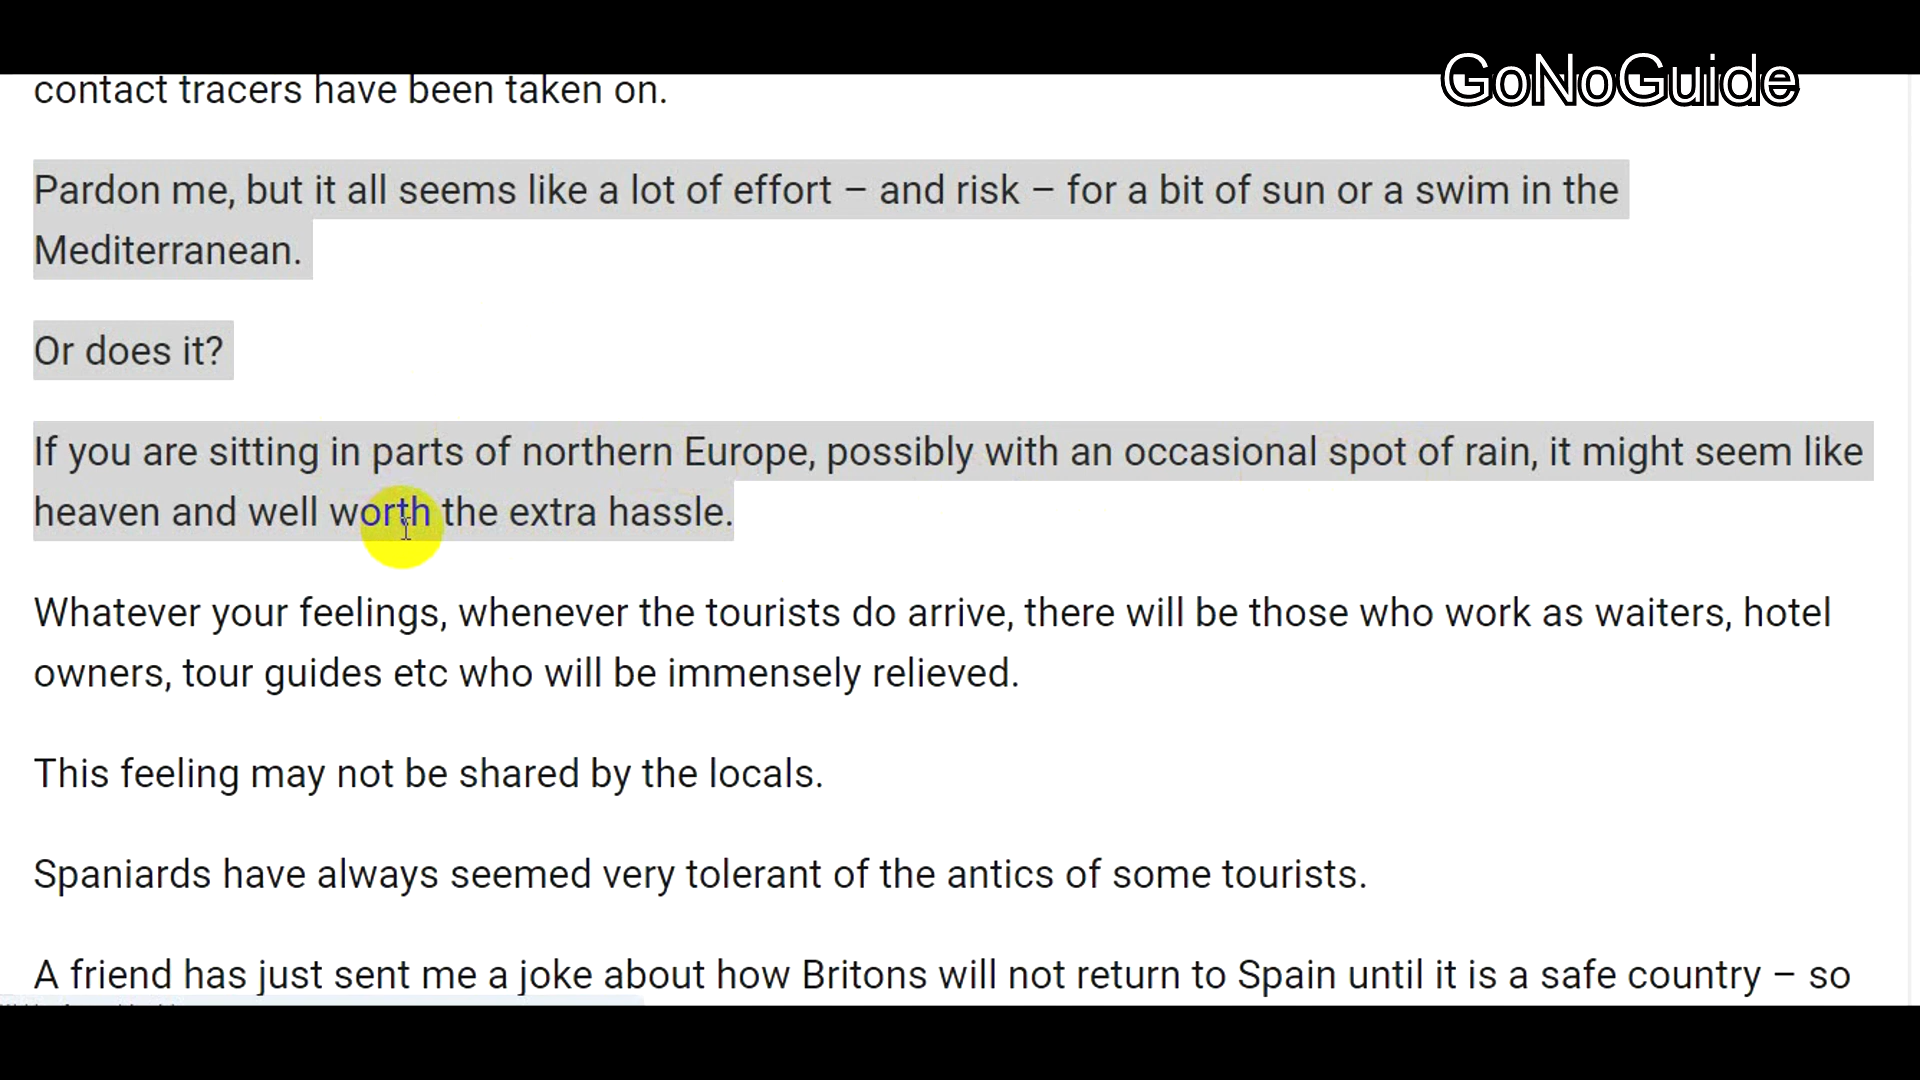 GoNoGuide
contact tracers have been taken on.
Pardon me, but it all seems like a lot of effort – and risk – for a bit of sun or a swim in the
Mediterranean.
Or does it?
If you are sitting in parts of northern Europe, possibly with an occasional spot of rain, it might seem like
heaven and well worth the extra hassle.
Whatever your feelings, whenever the tourists do arrive, there will be those who work as waiters, hotel
owners, tour guides etc who will be immensely relieved.
This feeling may not be shared by the locals.
Spaniards have always seemed very tolerant of the antics of some tourists.
A friend has just sent me a joke about how Britons will not return to Spain until it is a safe country – so